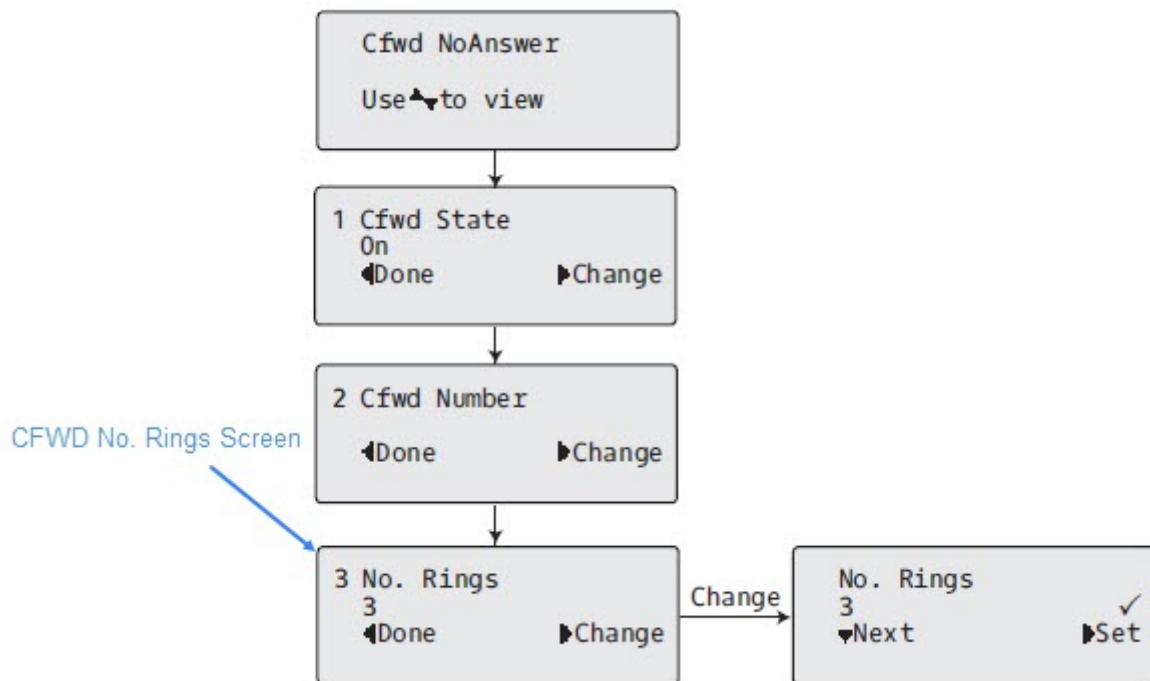 Cfwd NoAnswer
Use to view
1 Cfwd State
On
Done Change
2 Cfwd Number
Done Change
CFWD No. Rings Screen
3 No. Rings
3
Done Change
Change
No. Rings
3 ✓
Next Set